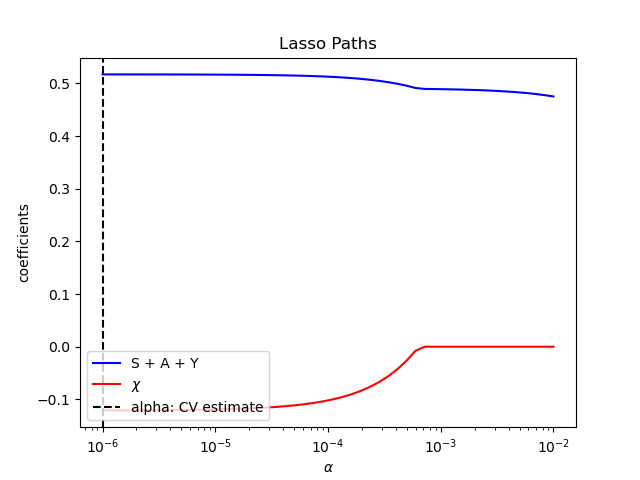 Lasso Paths
coefficients
0.5
0.4
0.3
0.2
0.1
0.0
−0.1
S + A + Y
χ
alpha: CV estimate
10⁻⁶ 10⁻⁵ 10⁻⁴ 10⁻³ 10⁻²
α